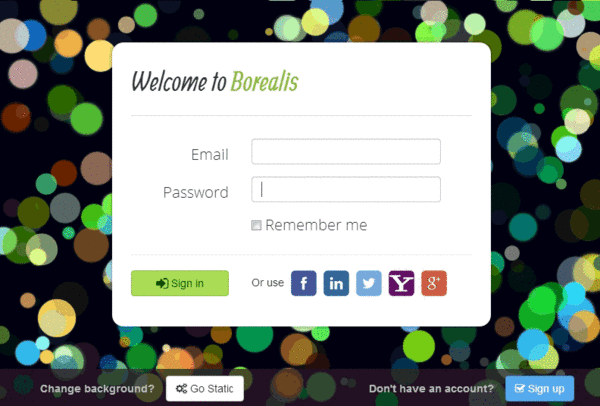 Welcome to Borealis
Email
Password
Remember me
Sign in
Or use f in Y g+
Change background? Go Static Don't have an account? Sign up